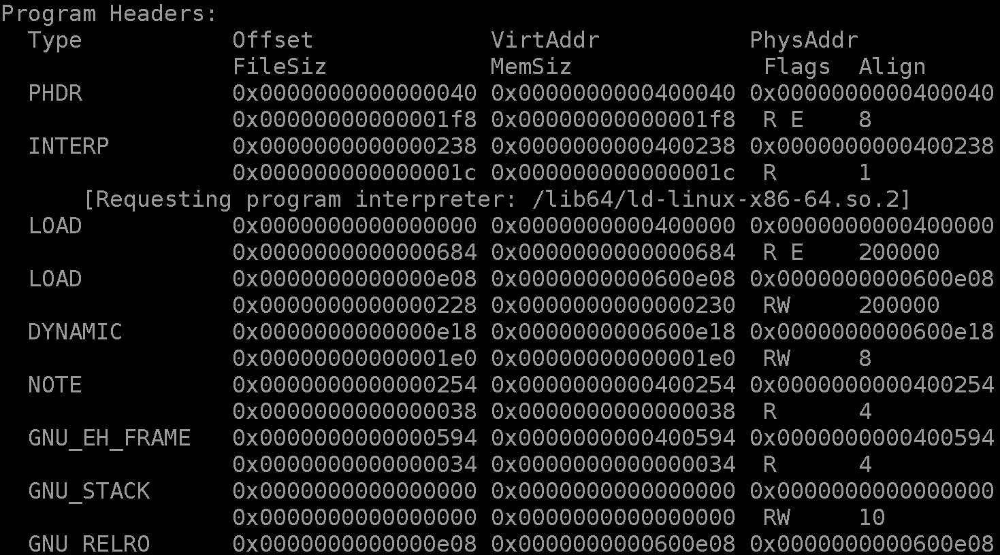 Program Headers:
  Type           Offset             VirtAddr           PhysAddr
                 FileSiz            MemSiz              Flags  Align
  PHDR           0x0000000000000040 0x0000000000400040 0x0000000000400040
                 0x00000000000001f8 0x00000000000001f8  R E    8
  INTERP         0x0000000000000238 0x0000000000400238 0x0000000000400238
                 0x000000000000001c 0x000000000000001c  R      1
      [Requesting program interpreter: /lib64/ld-linux-x86-64.so.2]
  LOAD           0x0000000000000000 0x0000000000400000 0x0000000000400000
                 0x0000000000000684 0x0000000000000684  R E    200000
  LOAD           0x0000000000000e08 0x0000000000600e08 0x0000000000600e08
                 0x0000000000000228 0x0000000000000230  RW     200000
  DYNAMIC        0x0000000000000e18 0x0000000000600e18 0x0000000000600e18
                 0x00000000000001e0 0x00000000000001e0  RW     8
  NOTE           0x0000000000000254 0x0000000000400254 0x0000000000400254
                 0x0000000000000038 0x0000000000000038  R      4
  GNU_EH_FRAME   0x0000000000000594 0x0000000000400594 0x0000000000400594
                 0x0000000000000034 0x0000000000000034  R      4
  GNU_STACK      0x0000000000000000 0x0000000000000000 0x0000000000000000
                 0x0000000000000000 0x0000000000000000  RW     10
  GNU_RELRO      0x0000000000000e08 0x0000000000600e08 0x0000000000600e08